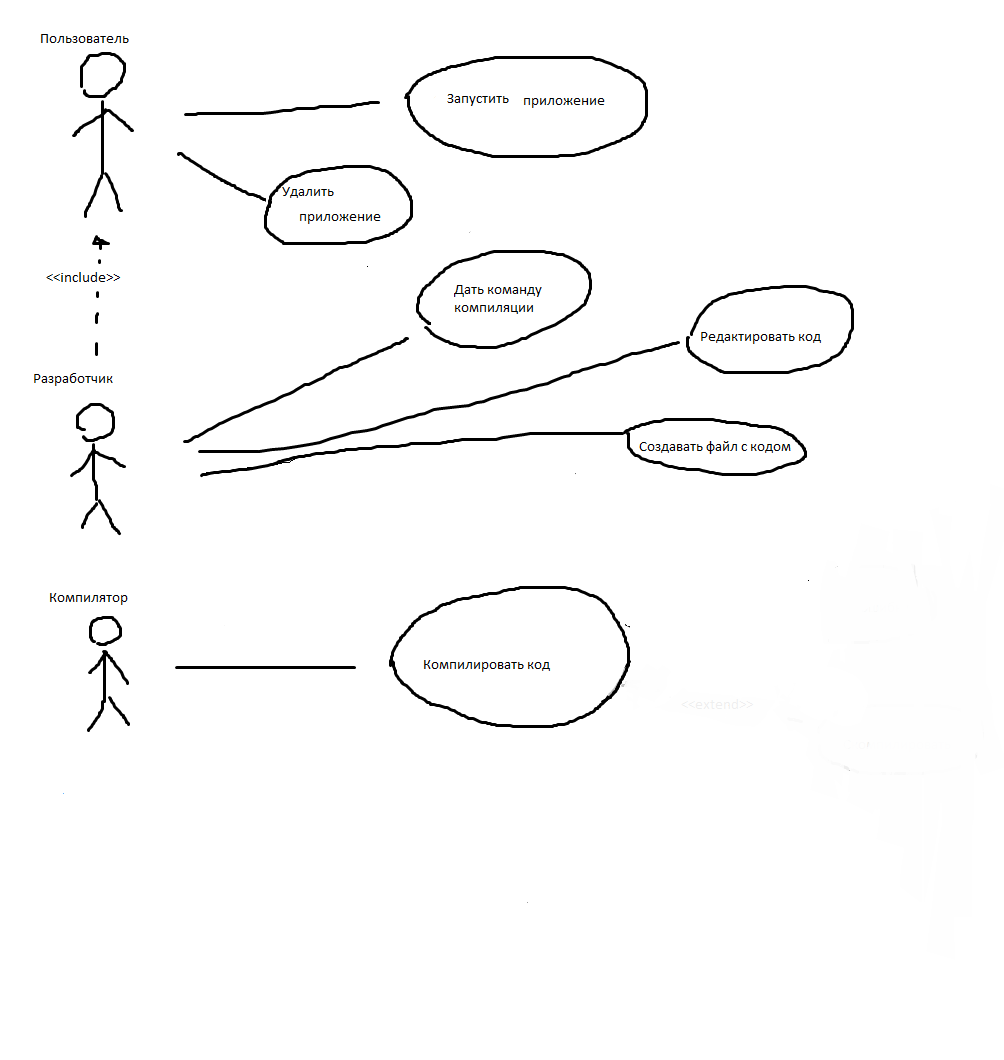 Пользователь
Запустить приложение
Удалить
приложение
<<include>>
Дать команду
компиляции
Редактировать код
Разработчик
Создавать файл с кодом
Компилятор
Компилировать код
<<extend>>